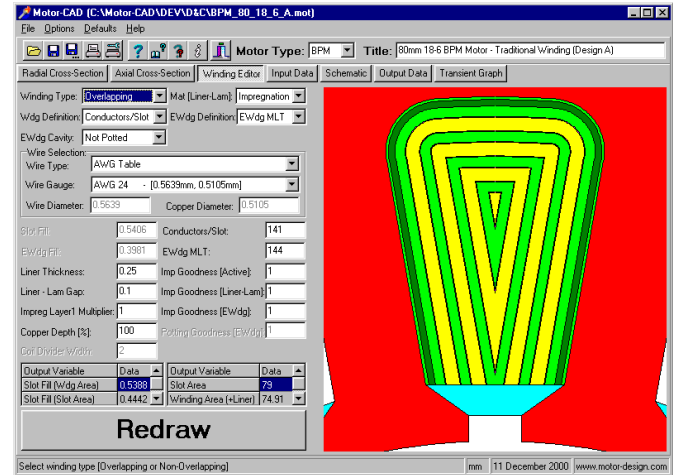 Motor-CAD [C:\Motor-CAD\DEV\D&C\BPM_80_18_6_A.mot]
File Options Defaults Help
Motor Type: BPM Title: 80mm 18-6 BPM Motor - Traditional Winding (Design A)
Radial Cross-Section Axial Cross-Section Winding Editor Input Data Schematic Output Data Transient Graph
Winding Type: Overlapping Mat [Liner-Lam]: Impregnation
Wdg Definition: Conductors/Slot EWdg Definition: EWdg MLT
EWdg Cavity: Not Potted
Wire Selection:
Wire Type: AWG Table
Wire Gauge: AWG 24 - [0.5639mm, 0.5105mm]
Wire Diameter: 0.5639 Copper Diameter: 0.5105
Slot Fill: 0.5406 Conductors/Slot: 141
EWdg Fill: 0.3981 EWdg MLT: 144
Liner Thickness: 0.25 Imp Goodness [Active]: 1
Liner - Lam Gap: 0.1 Imp Goodness [Liner-Lam]: 1
Impreg Layer1 Multiplier: 1 Imp Goodness [EWdg]: 1
Copper Depth [%]: 100 Potting Goodness [EWdg]: 1
Coil Divider Width: 2
Output Variable Data Output Variable Data
Slot Fill (Wdg Area) 0.5388 Slot Area 79
Slot Fill (Slot Area) 0.4442 Winding Area (+Liner) 74.91
Redraw
Select winding type [Overlapping or Non-Overlapping] mm 11 December 2000 www.motor-design.com